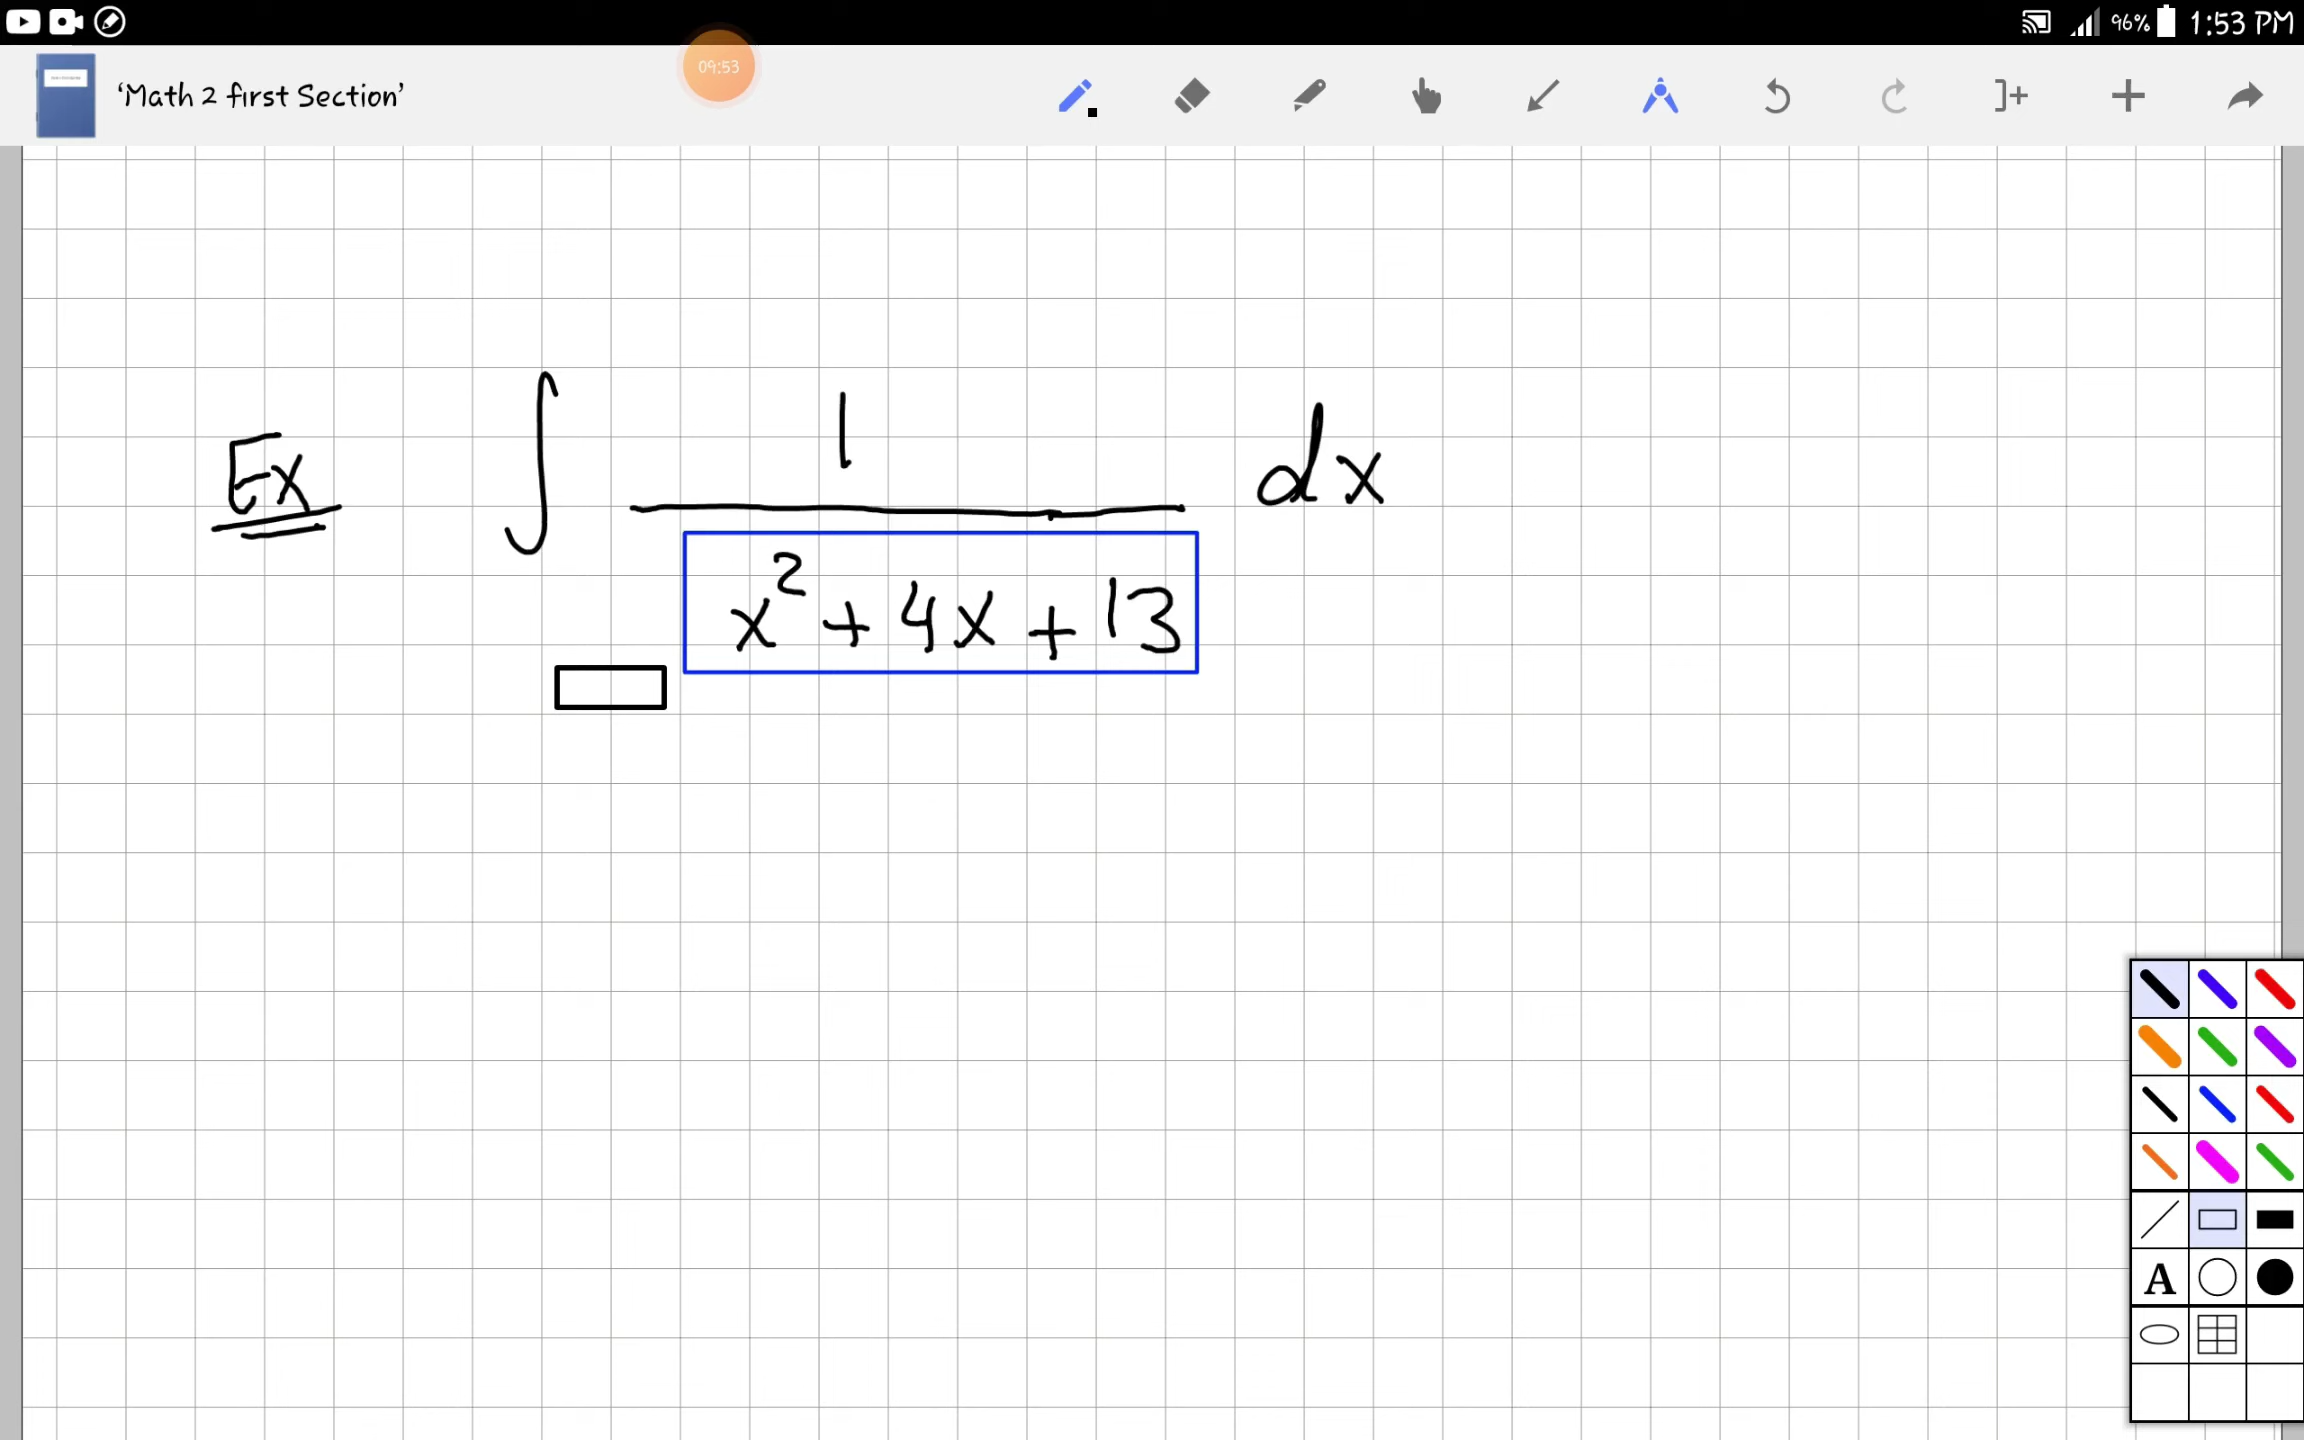 96% 1:53 PM
'Math 2 first Section'
09:53
Ex ∫ 1 dx
x² + 4x + 13
A